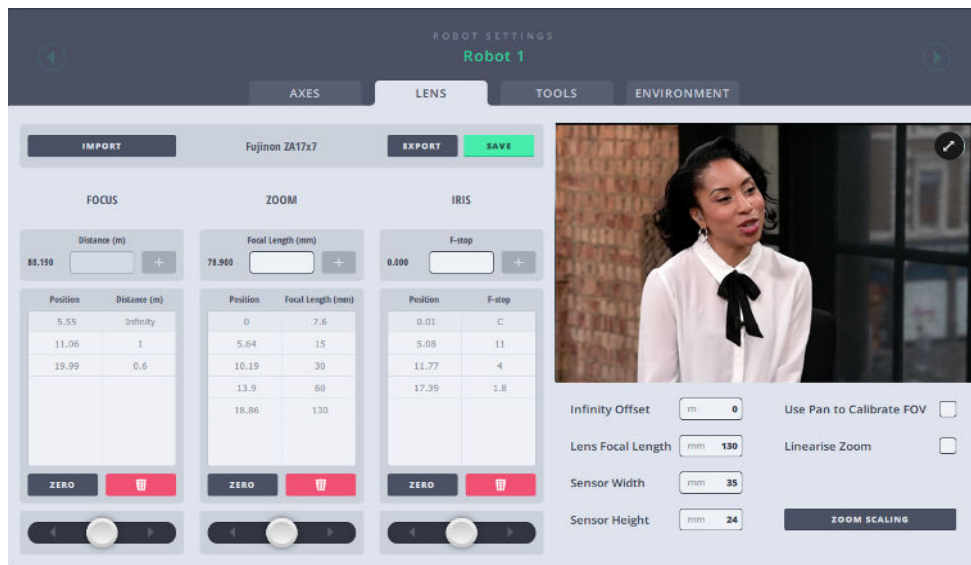 ROBOT SETTINGS
Robot 1
AXES LENS TOOLS ENVIRONMENT
IMPORT Fujinon ZA17x7 EXPORT SAVE
FOCUS ZOOM IRIS
Distance (m) Focal Length (mm) F-stop
88.190 + 78.900 + 0.000 +
Position Distance (m) Position Focal Length (mm) Position F-stop
5.55 Infinity 0 7.6 0.01 C
11.06 1 5.64 15 5.08 11
19.99 0.6 10.19 30 11.77 4
13.9 60 17.39 1.8
18.86 130
ZERO ZERO ZERO
Infinity Offset m 0 Use Pan to Calibrate FOV
Lens Focal Length mm 130 Linearise Zoom
Sensor Width mm 35
Sensor Height mm 24 ZOOM SCALING